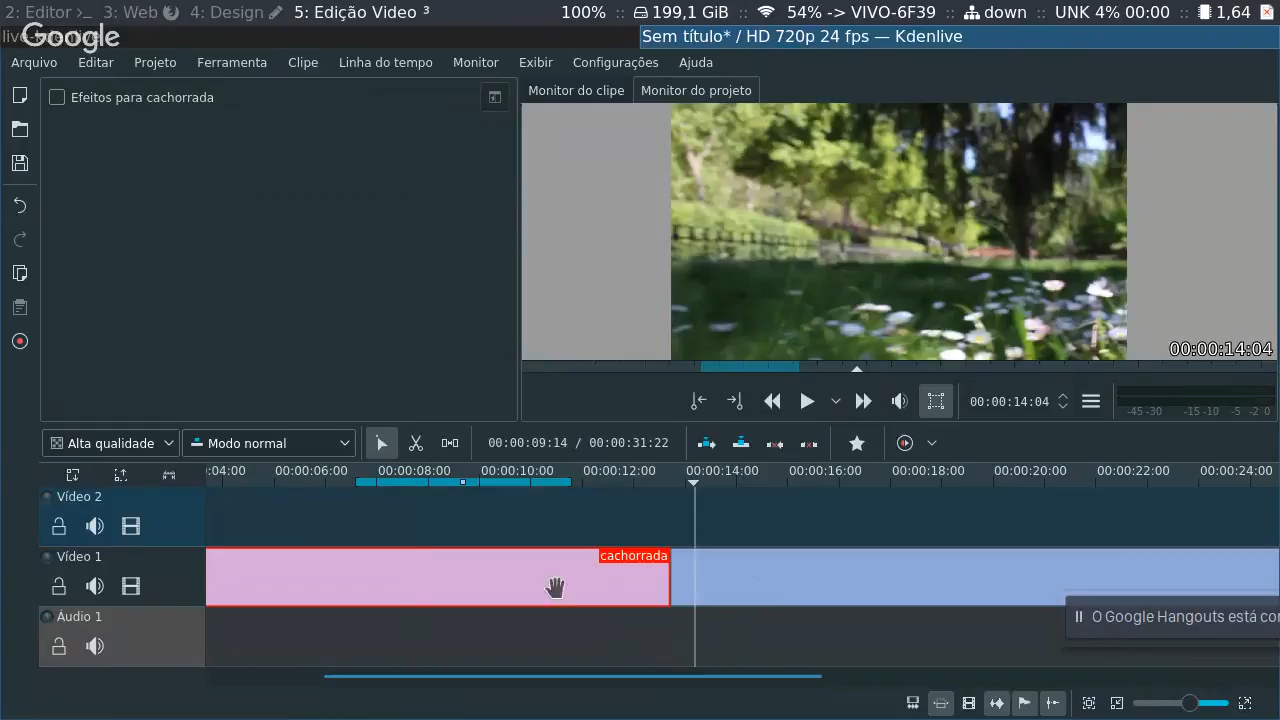 2: Editor
3: Web
4: Design
5: Edição Video ³
100% :: 199,1 GiB :: 54% -> VIVO-6F39 :: down :: UNK 4% 00:00 :: 1,64
Google
Sem título* / HD 720p 24 fps — Kdenlive
Arquivo Editar Projeto Ferramenta Clipe Linha do tempo Monitor Exibir Configurações Ajuda
Efeitos para cachorrada
Monitor do clipe Monitor do projeto
00:00:14:04
00:00:14:04
-45 -30 -15 -10 -5 -2 0
Alta qualidade Modo normal 00:00:09:14 / 00:00:31:22
:04:00 00:00:06:00 00:00:08:00 00:00:10:00 00:00:12:00 00:00:14:00 00:00:16:00 00:00:18:00 00:00:20:00 00:00:22:00 00:00:24:00
Vídeo 2
Vídeo 1
cachorrada
Áudio 1
O Google Hangouts está co